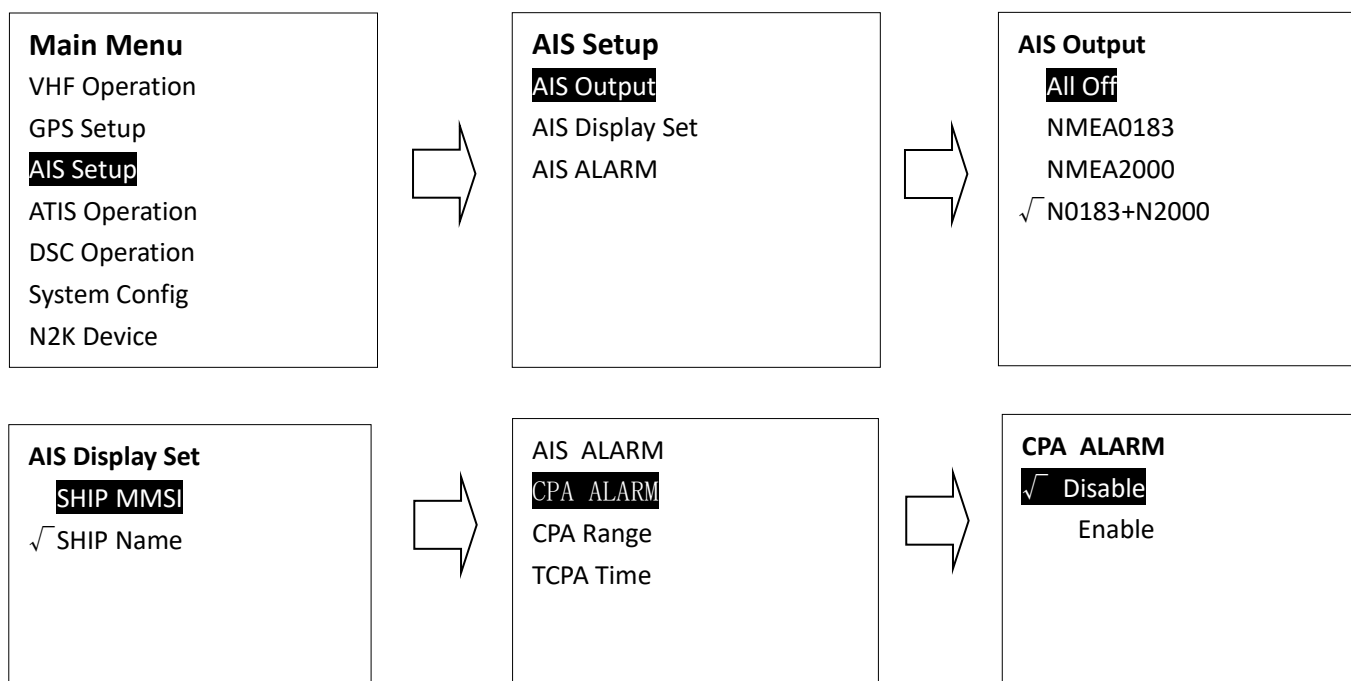 Main Menu
VHF Operation
GPS Setup
AIS Setup
ATIS Operation
DSC Operation
System Config
N2K Device
AIS Setup
AIS Output
AIS Display Set
AIS ALARM
AIS Output
All Off
NMEA0183
NMEA2000
√ N0183+N2000
AIS Display Set
SHIP MMSI
√ SHIP Name
AIS ALARM
CPA ALARM
CPA Range
TCPA Time
CPA ALARM
√ Disable
Enable